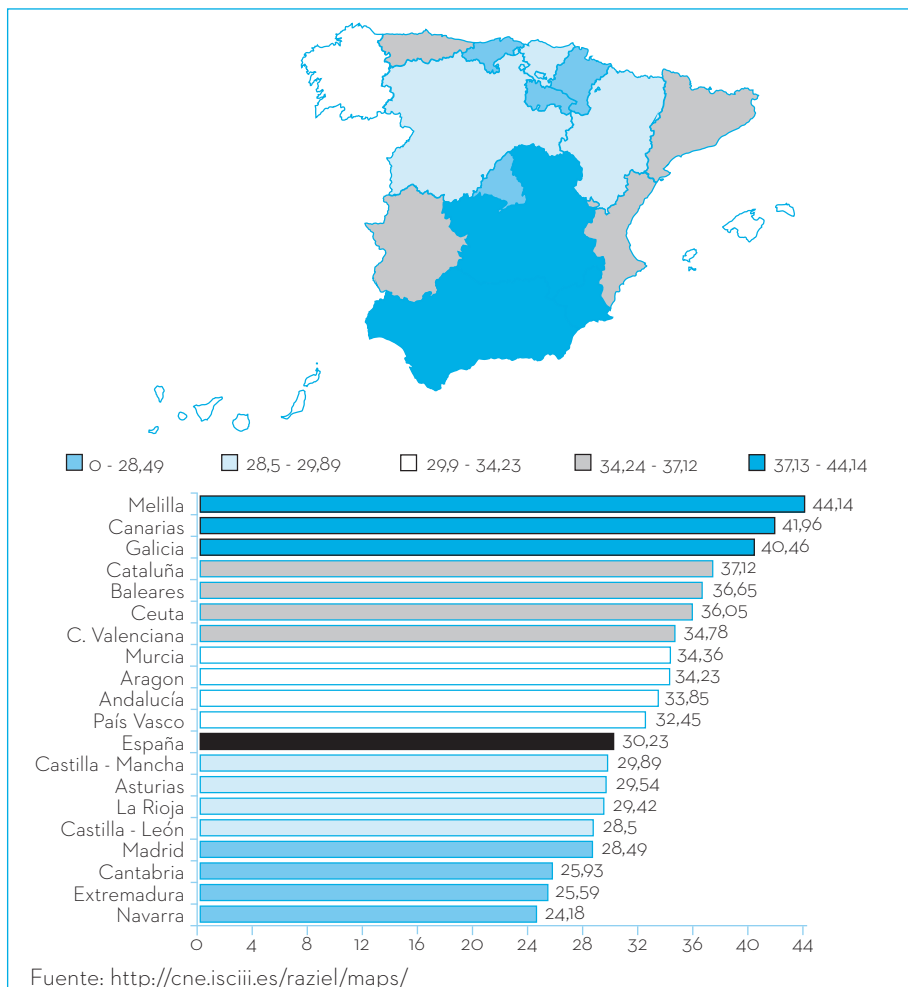 0 - 28,49 28,5 - 29,89 29,9 - 34,23 34,24 - 37,12 37,13 - 44,14
Melilla 44,14
Canarias 41,96
Galicia 40,46
Cataluña 37,12
Baleares 36,65
Ceuta 36,05
C. Valenciana 34,78
Murcia 34,36
Aragon 34,23
Andalucía 33,85
País Vasco 32,45
España 30,23
Castilla - Mancha 29,89
Asturias 29,54
La Rioja 29,42
Castilla - León 28,5
Madrid 28,49
Cantabria 25,93
Extremadura 25,59
Navarra 24,18
0 4 8 12 16 20 24 28 32 36 40 44
Fuente: http://cne.isciii.es/raziel/maps/